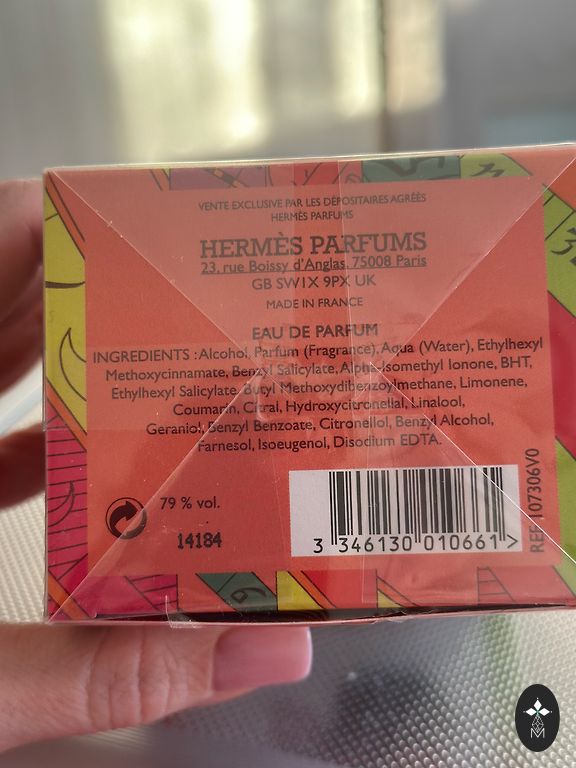 VENTE EXCLUSIVE PAR LES DÉPOSITAIRES AGRÉÉS
HERMÈS PARFUMS
HERMÈS PARFUMS
23, rue Boissy d'Anglas, 75008 Paris
GB SW1X 9PX UK
MADE IN FRANCE
EAU DE PARFUM
INGREDIENTS : Alcohol, Parfum (Fragrance), Aqua (Water), Ethylhexyl
Methoxycinnamate, Benzyl Salicylate, Alpha-Isomethyl Ionone, BHT,
Ethylhexyl Salicylate, Butyl Methoxydibenzoylmethane, Limonene,
Coumarin, Citral, Hydroxycitronellal, Linalool,
Geraniol, Benzyl Benzoate, Citronellol, Benzyl Alcohol,
Farnesol, Isoeugenol, Disodium EDTA.
79 % vol.
14184
3 346130 010661 >
REF 107306V0
M